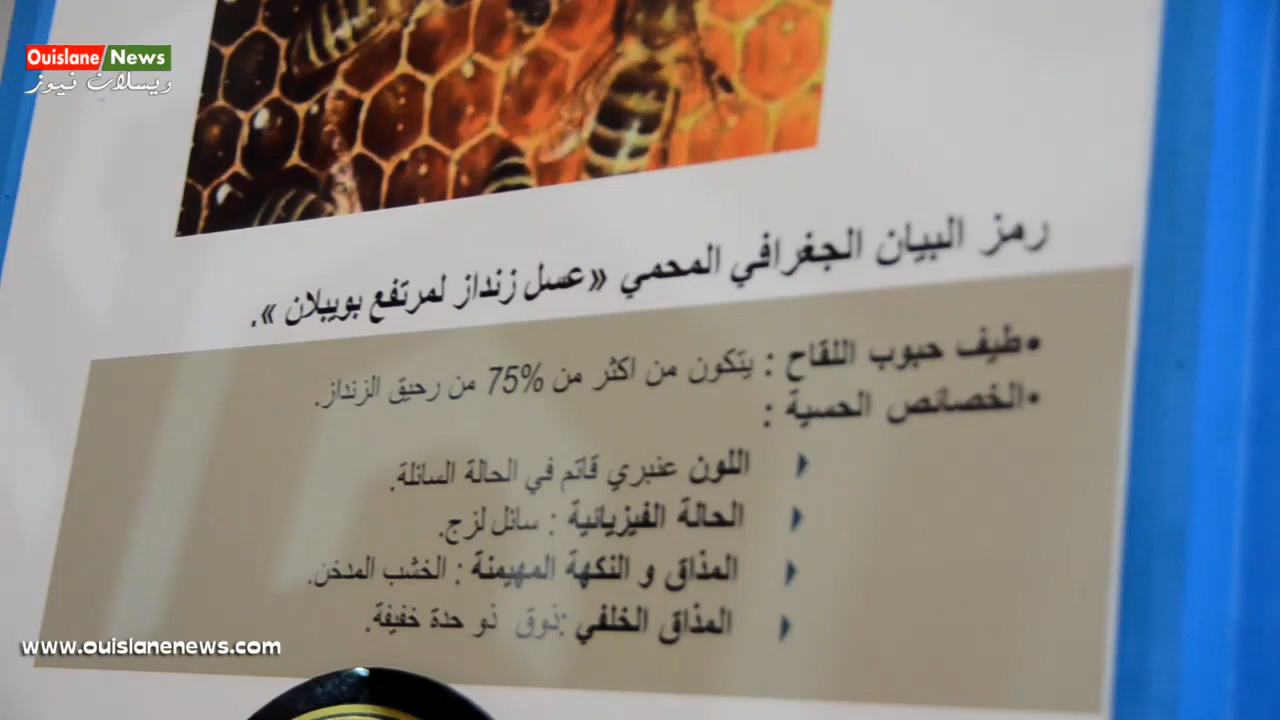 Ouislane News
ويسلان نيوز
رمز البيان الجغرافي المحمي «عسل زنداز لمرتفع بويبلان ».
•طيف حبوب اللقاح : يتكون من اكثر من 75% من رحيق الزنداز.
•الخصائص الحسية :
اللون عنبري قاتم في الحالة السائلة.
الحالة الفيزيائية : سائل لزج.
المذاق و النكهة المهيمنة : الخشب المدخن.
المذاق الخلفي :ذوق ذو حدة خفيفة.
www.ouislanenews.com